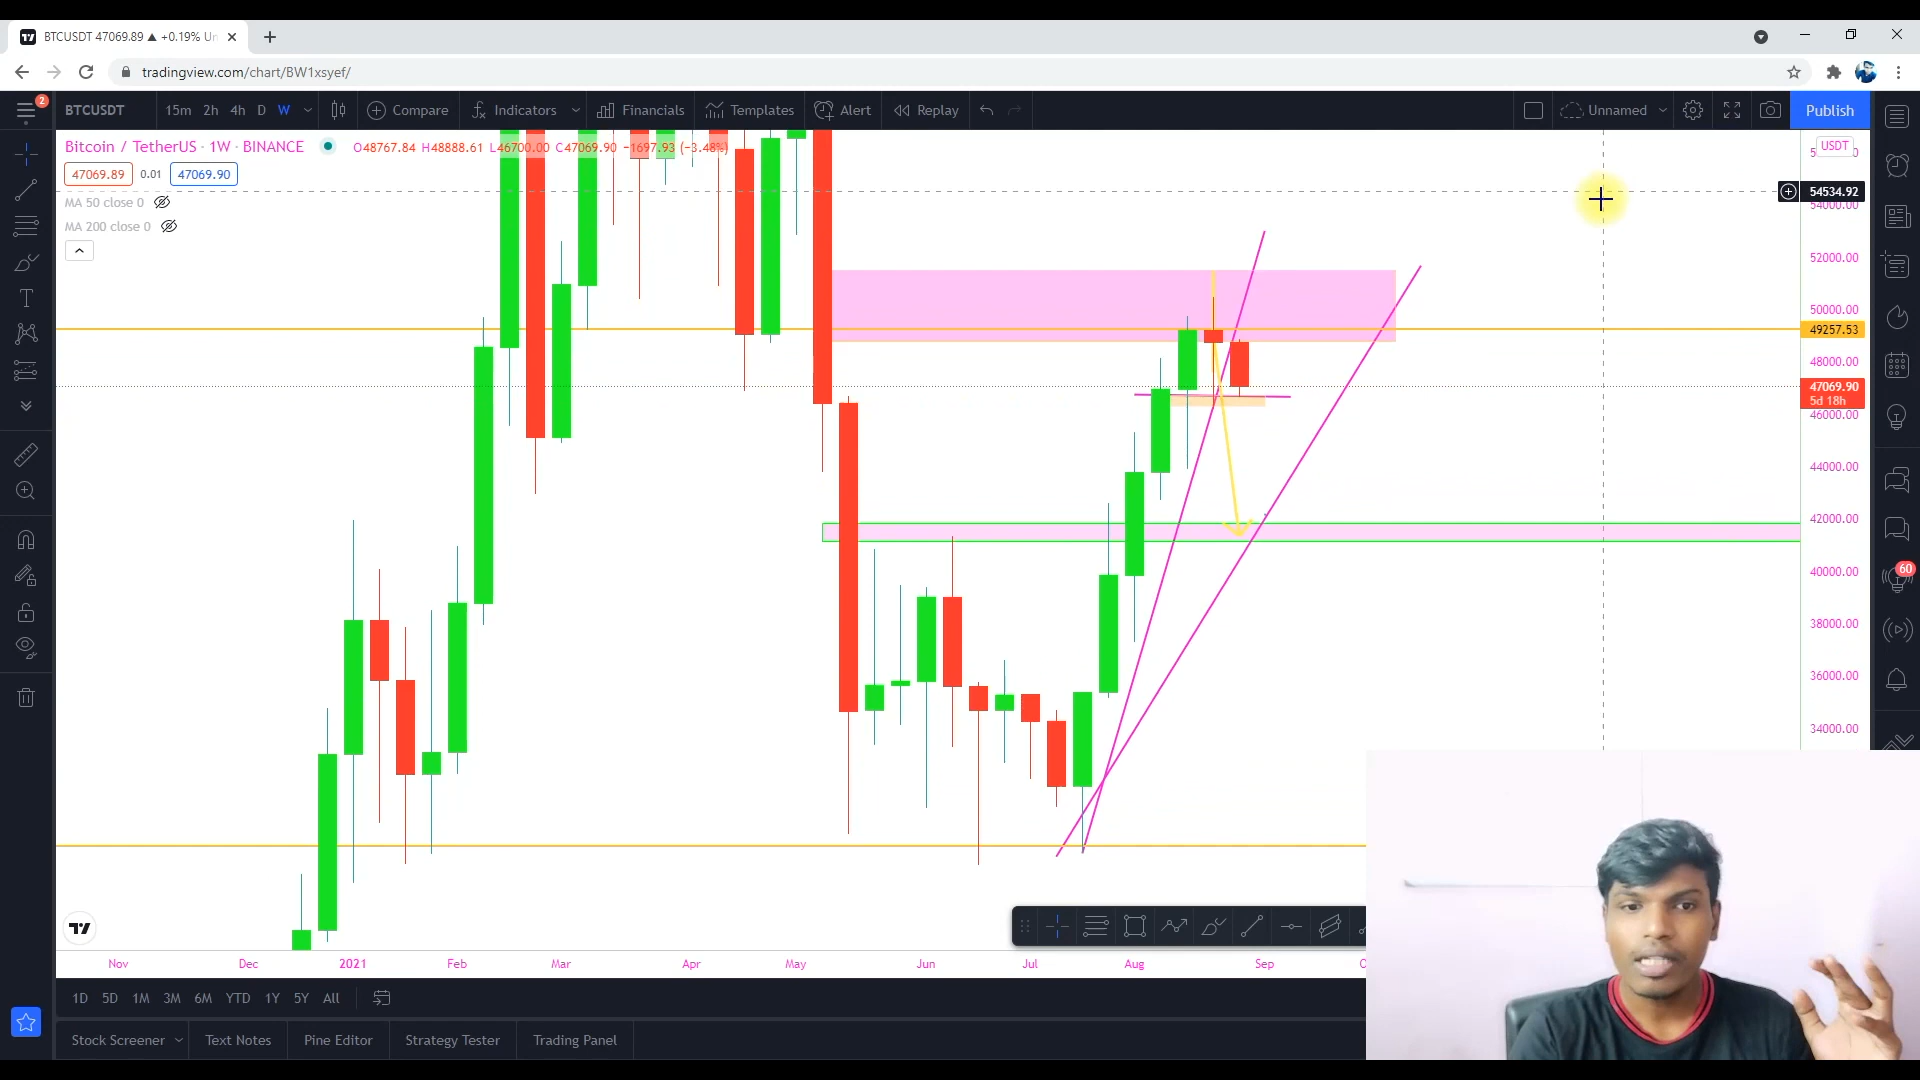 BTCUSDT 47069.89 ▲ +0.19% Un
tradingview.com/chart/BW1xsyef/
2
BTCUSDT 15m 2h 4h D W Compare Indicators Financials Templates Alert Replay Unnamed Publish
Bitcoin / TetherUS · 1W · BINANCE O48767.84 H48888.61 L46700.00 C47069.90 −1697.93 (−3.48%)
USDT
47069.89 0.01 47069.90
54534.92
MA 50 close 0
54000.00
MA 200 close 0
52000.00
50000.00
49257.53
48000.00
47069.90
5d 18h
46000.00
44000.00
42000.00
40000.00
60
38000.00
36000.00
34000.00
Nov Dec 2021 Feb Mar Apr May Jun Jul Aug Sep
1D 5D 1M 3M 6M YTD 1Y 5Y All
Stock Screener Text Notes Pine Editor Strategy Tester Trading Panel